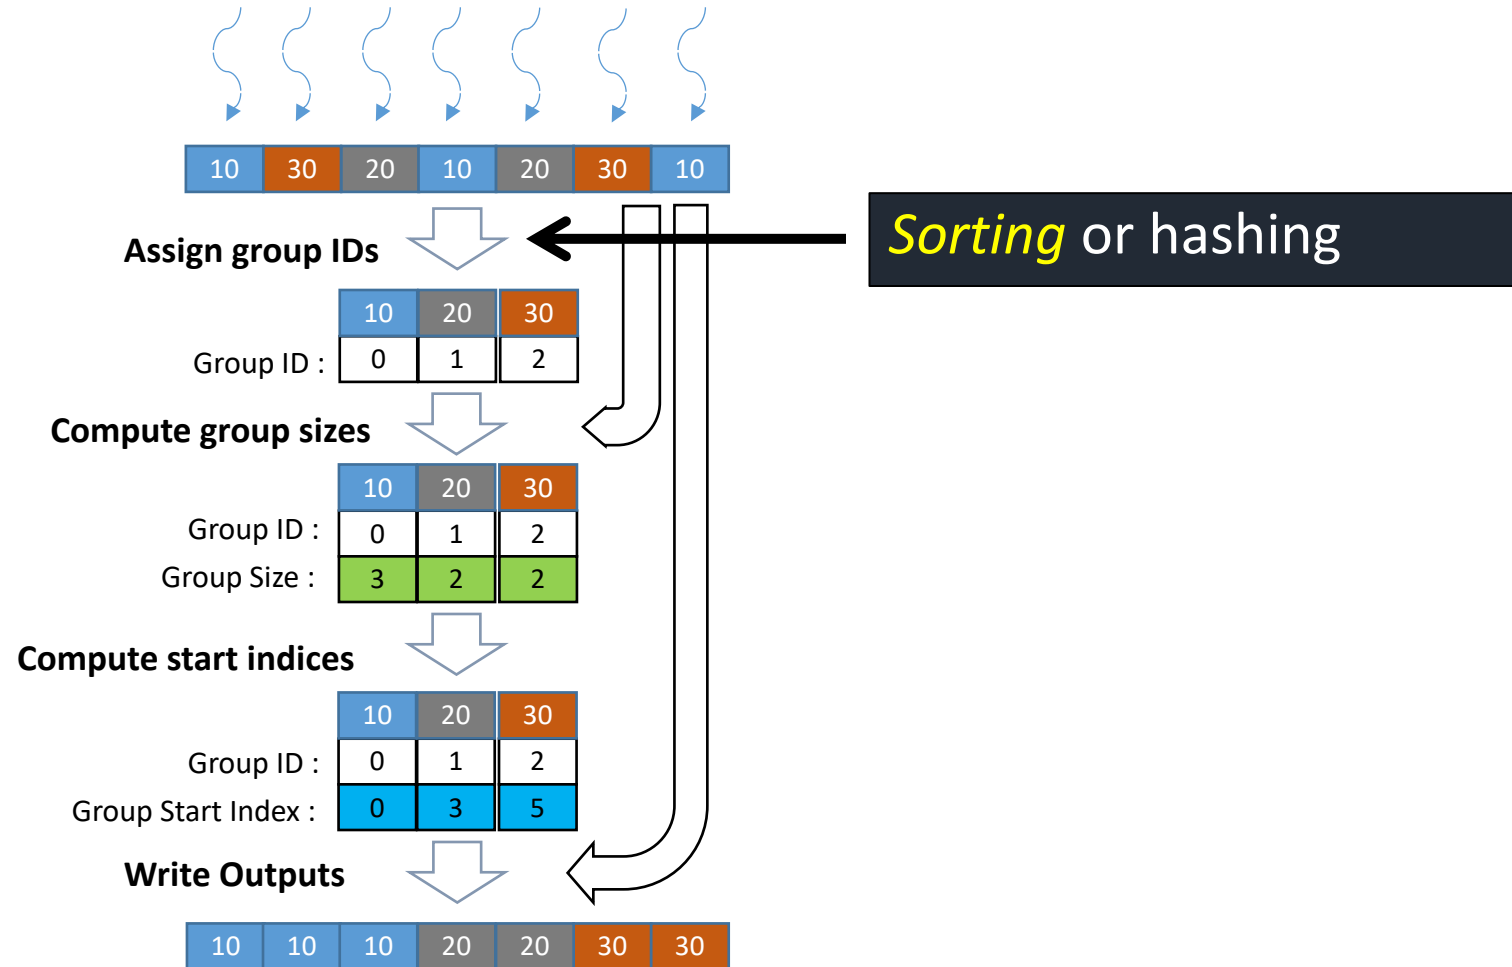 10 30 20 10 20 30 10
Sorting or hashing
Assign group IDs
10 20 30
Group ID : 0 1 2
Compute group sizes
10 20 30
Group ID : 0 1 2
Group Size : 3 2 2
Compute start indices
10 20 30
Group ID : 0 1 2
Group Start Index : 0 3 5
Write Outputs
10 10 10 20 20 30 30